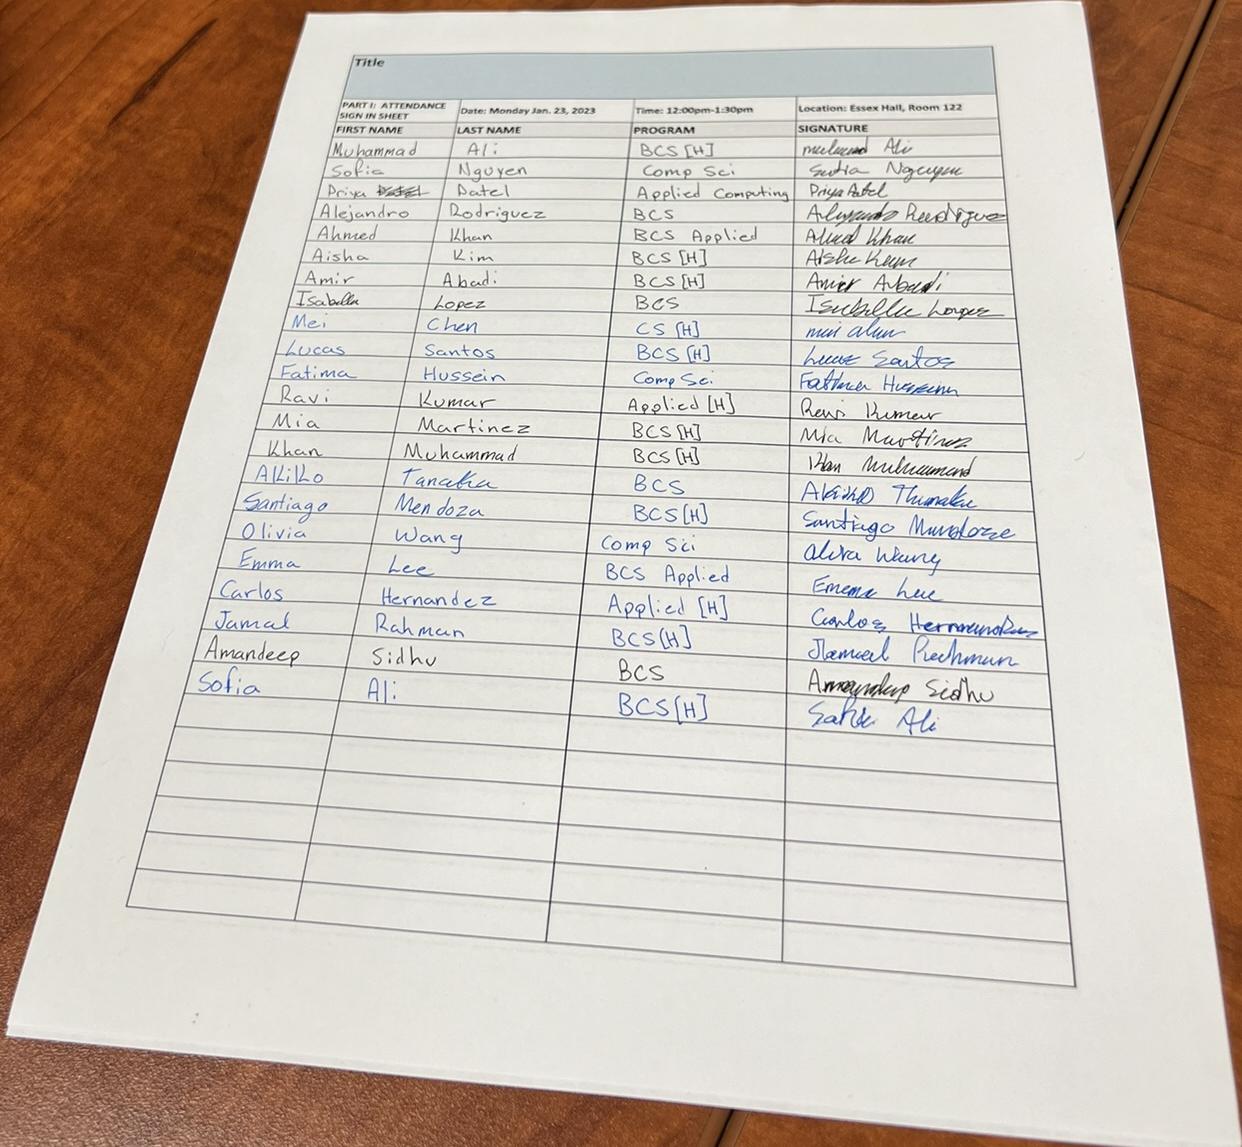 Title
PART I: ATTENDANCE SIGN IN SHEET Date: Monday Jan. 23, 2023 Time: 12:00pm-1:30pm Location: Essex Hall, Room 122
FIRST NAME LAST NAME PROGRAM SIGNATURE
Muhammad Ali BCS [H] Ali
Sofia Nguyen Comp Sci Nguyen
Priya Patel Applied Computing Priya Patel
Alejandro Rodriguez BCS Alejandro Rodriguez
Ahmed Khan BCS Applied Ahmed Khan
Aisha Kim BCS [H] Aisha Kim
Amir Abadi BCS [H] Amir Abadi
Isabella Lopez BCS Isabella Lopez
Mei Chen CS [H] mei chen
Lucas Santos BCS [H] Lucas Santos
Fatima Hussein Comp Sci Fatima Hussein
Ravi Kumar Applied [H] Ravi Kumar
Mia Martinez BCS [H] Mia Martinez
Khan Muhammad BCS [H] Khan Muhammad
Akiko Tanaka BCS Akiko Tanaka
Santiago Mendoza BCS [H] Santiago Mendoza
Olivia Wang Comp Sci Olivia Wang
Emma Lee BCS Applied Emma Lee
Carlos Hernandez Applied [H] Carlos Hernandez
Jamal Rahman BCS [H] Jamal Rahman
Amandeep Sidhu BCS Amandeep Sidhu
Sofia Ali BCS [H] Sofia Ali